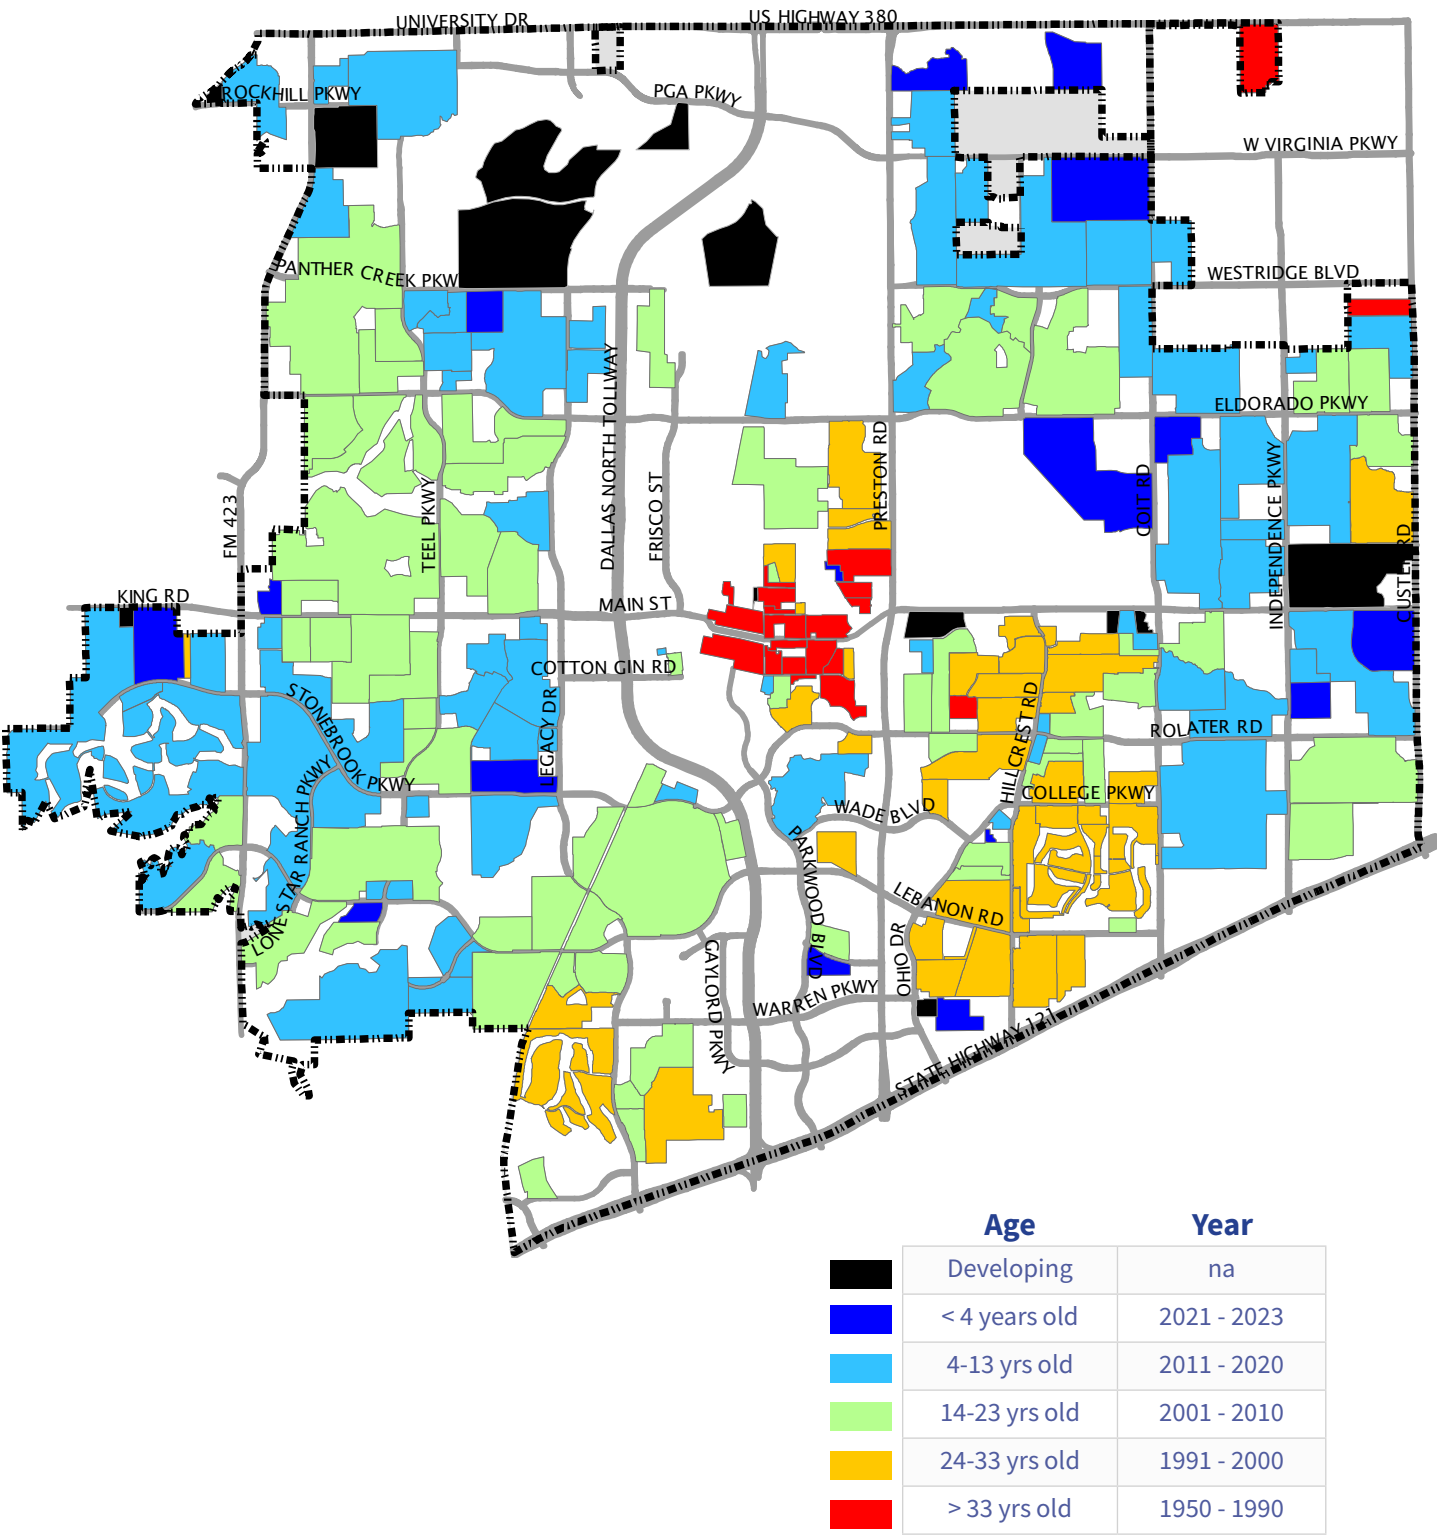 UNIVERSITY DR
US HIGHWAY 380
ROCKHILL PKWY
PGA PKWY
W VIRGINIA PKWY
PANTHER CREEK PKW
WESTRIDGE BLVD
DALLAS NORTH TOLLWAY
ELDORADO PKWY
FM 423
TEEL PKWY
FRISCO ST
PRESTON RD
COIT RD
INDEPENDENCE PKWY
CUSTER RD
KING RD
MAIN ST
COTTON GIN RD
STONEBROOK PKWY
LEGACY DR
HILLCREST RD
ROLATER RD
LONE STAR RANCH PKWY
WADE BLVD
COLLEGE PKWY
PARKWOOD BLVD
LEBANON RD
GAYLORD PKWY
OHIO DR
WARREN PKWY
STATE HIGHWAY 121
Age Year
Developing na
< 4 years old 2021 - 2023
4-13 yrs old 2011 - 2020
14-23 yrs old 2001 - 2010
24-33 yrs old 1991 - 2000
> 33 yrs old 1950 - 1990